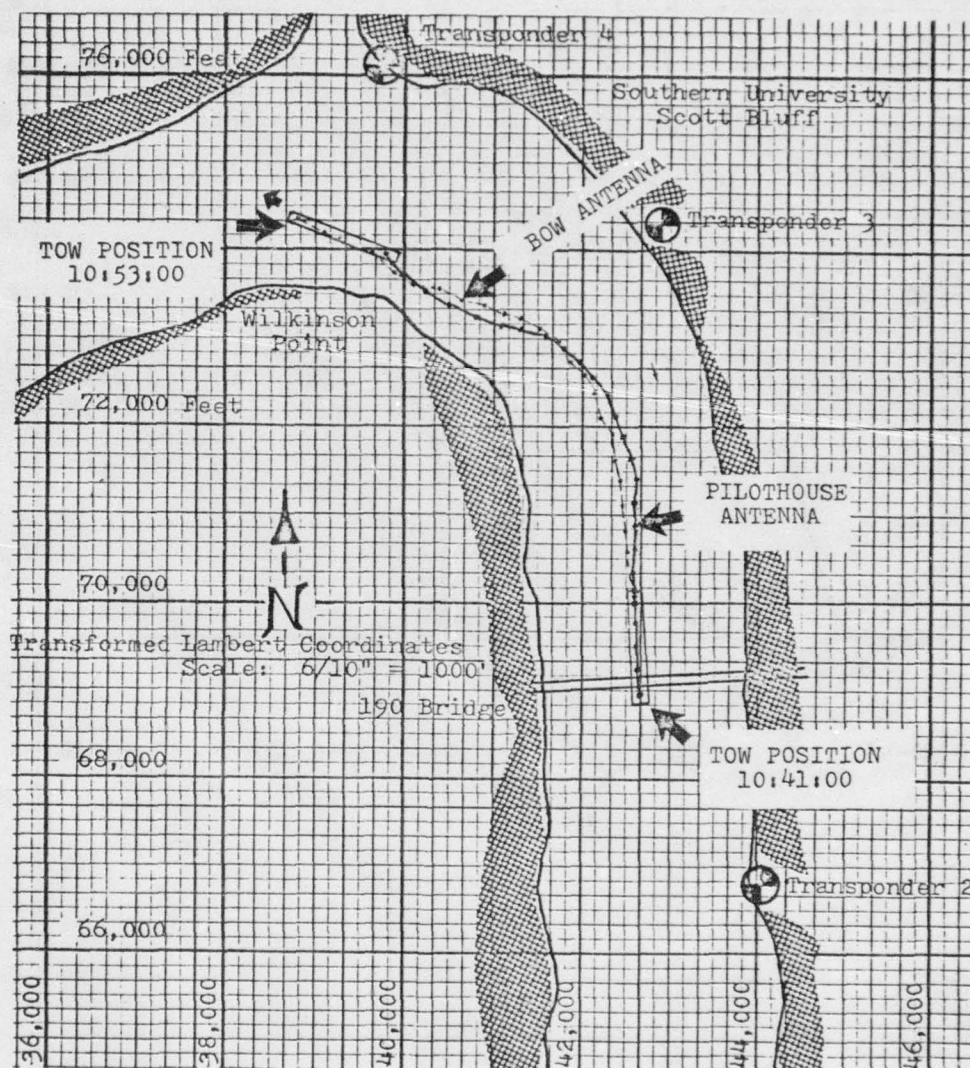 Transponder 4
76,000 Feet
Southern University
Scott Bluff
BOW ANTENNA
Transponder 3
TOW POSITION
10:53:00
Wilkinson
Point
72,000 Feet
PILOTHOUSE
ANTENNA
70,000
N
Transformed Lambert Coordinates
Scale: 6/10" = 1000'
190 Bridge
68,000
TOW POSITION
10:41:00
Transponder 2
66,000
36,000
38,000
40,000
42,000
44,000
46,000